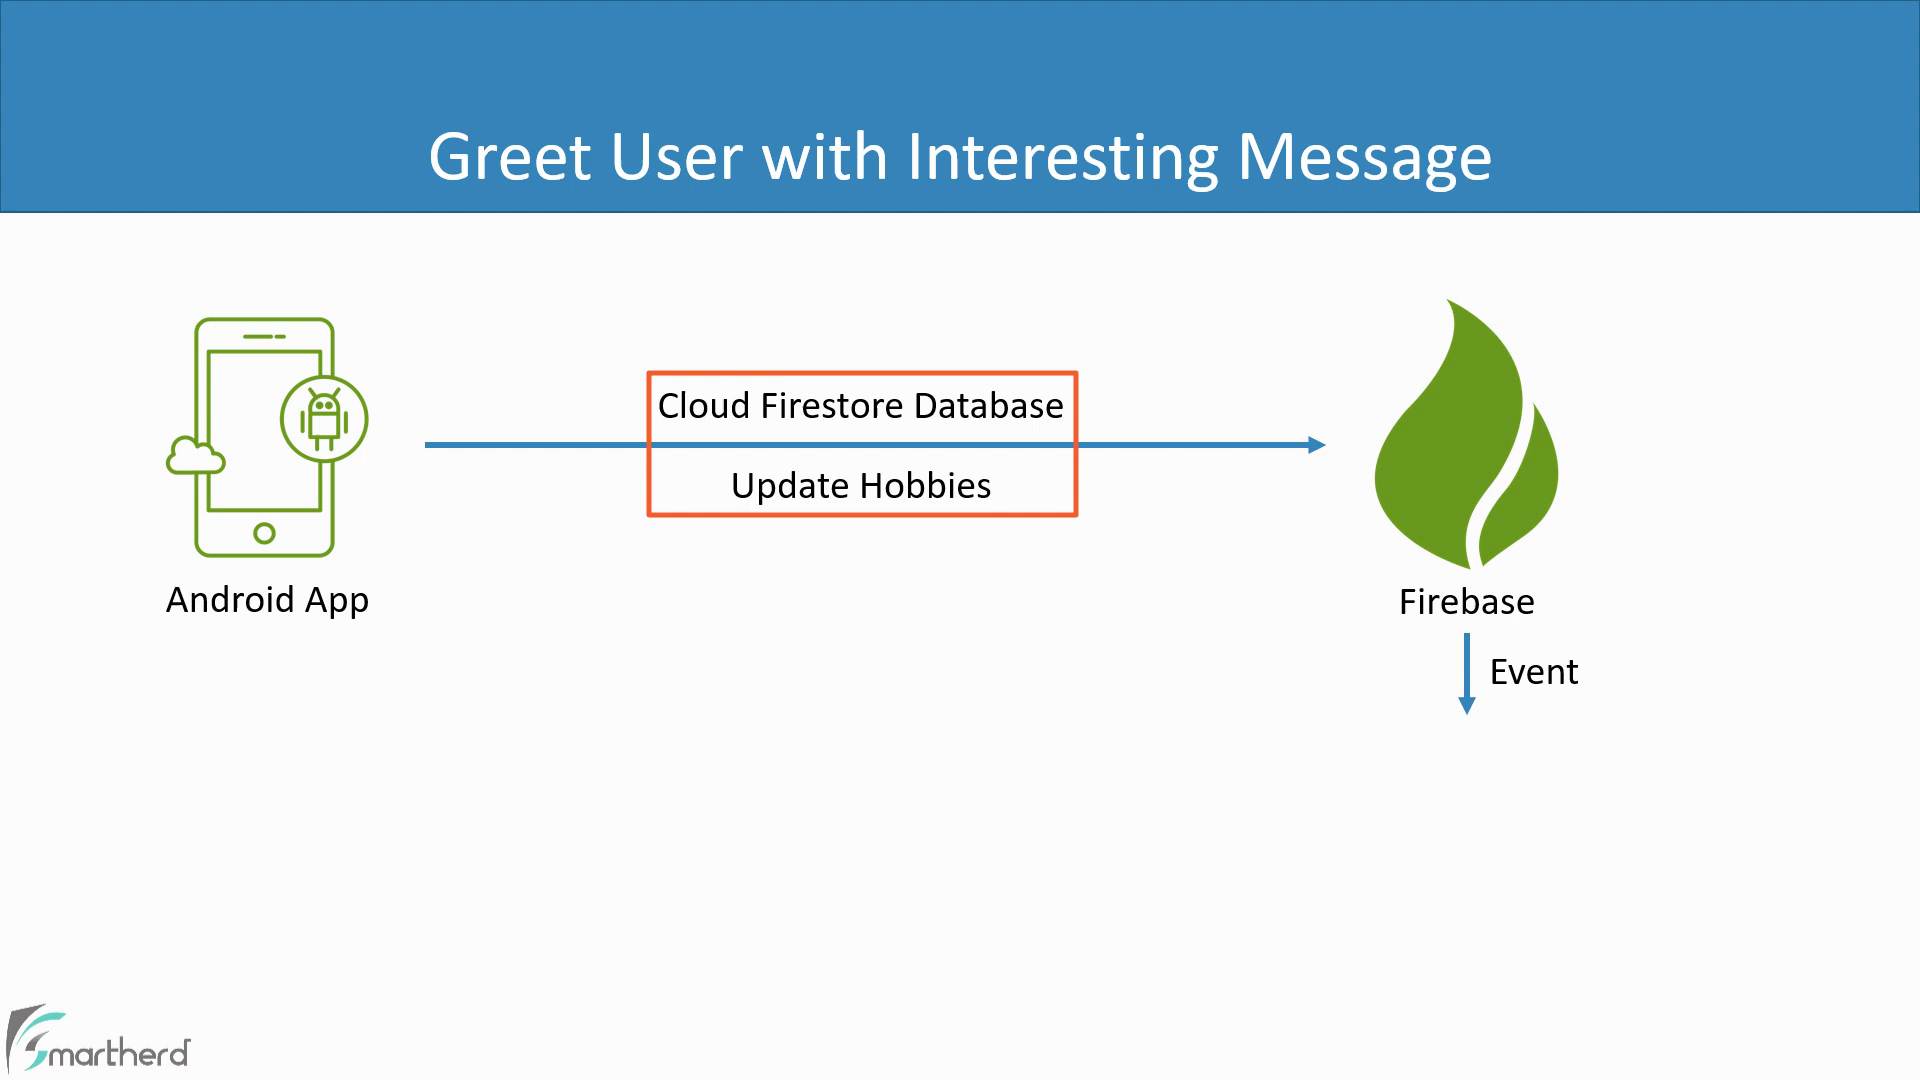 Greet User with Interesting Message
Cloud Firestore Database
Update Hobbies
Android App
Firebase
Event
Smartherd